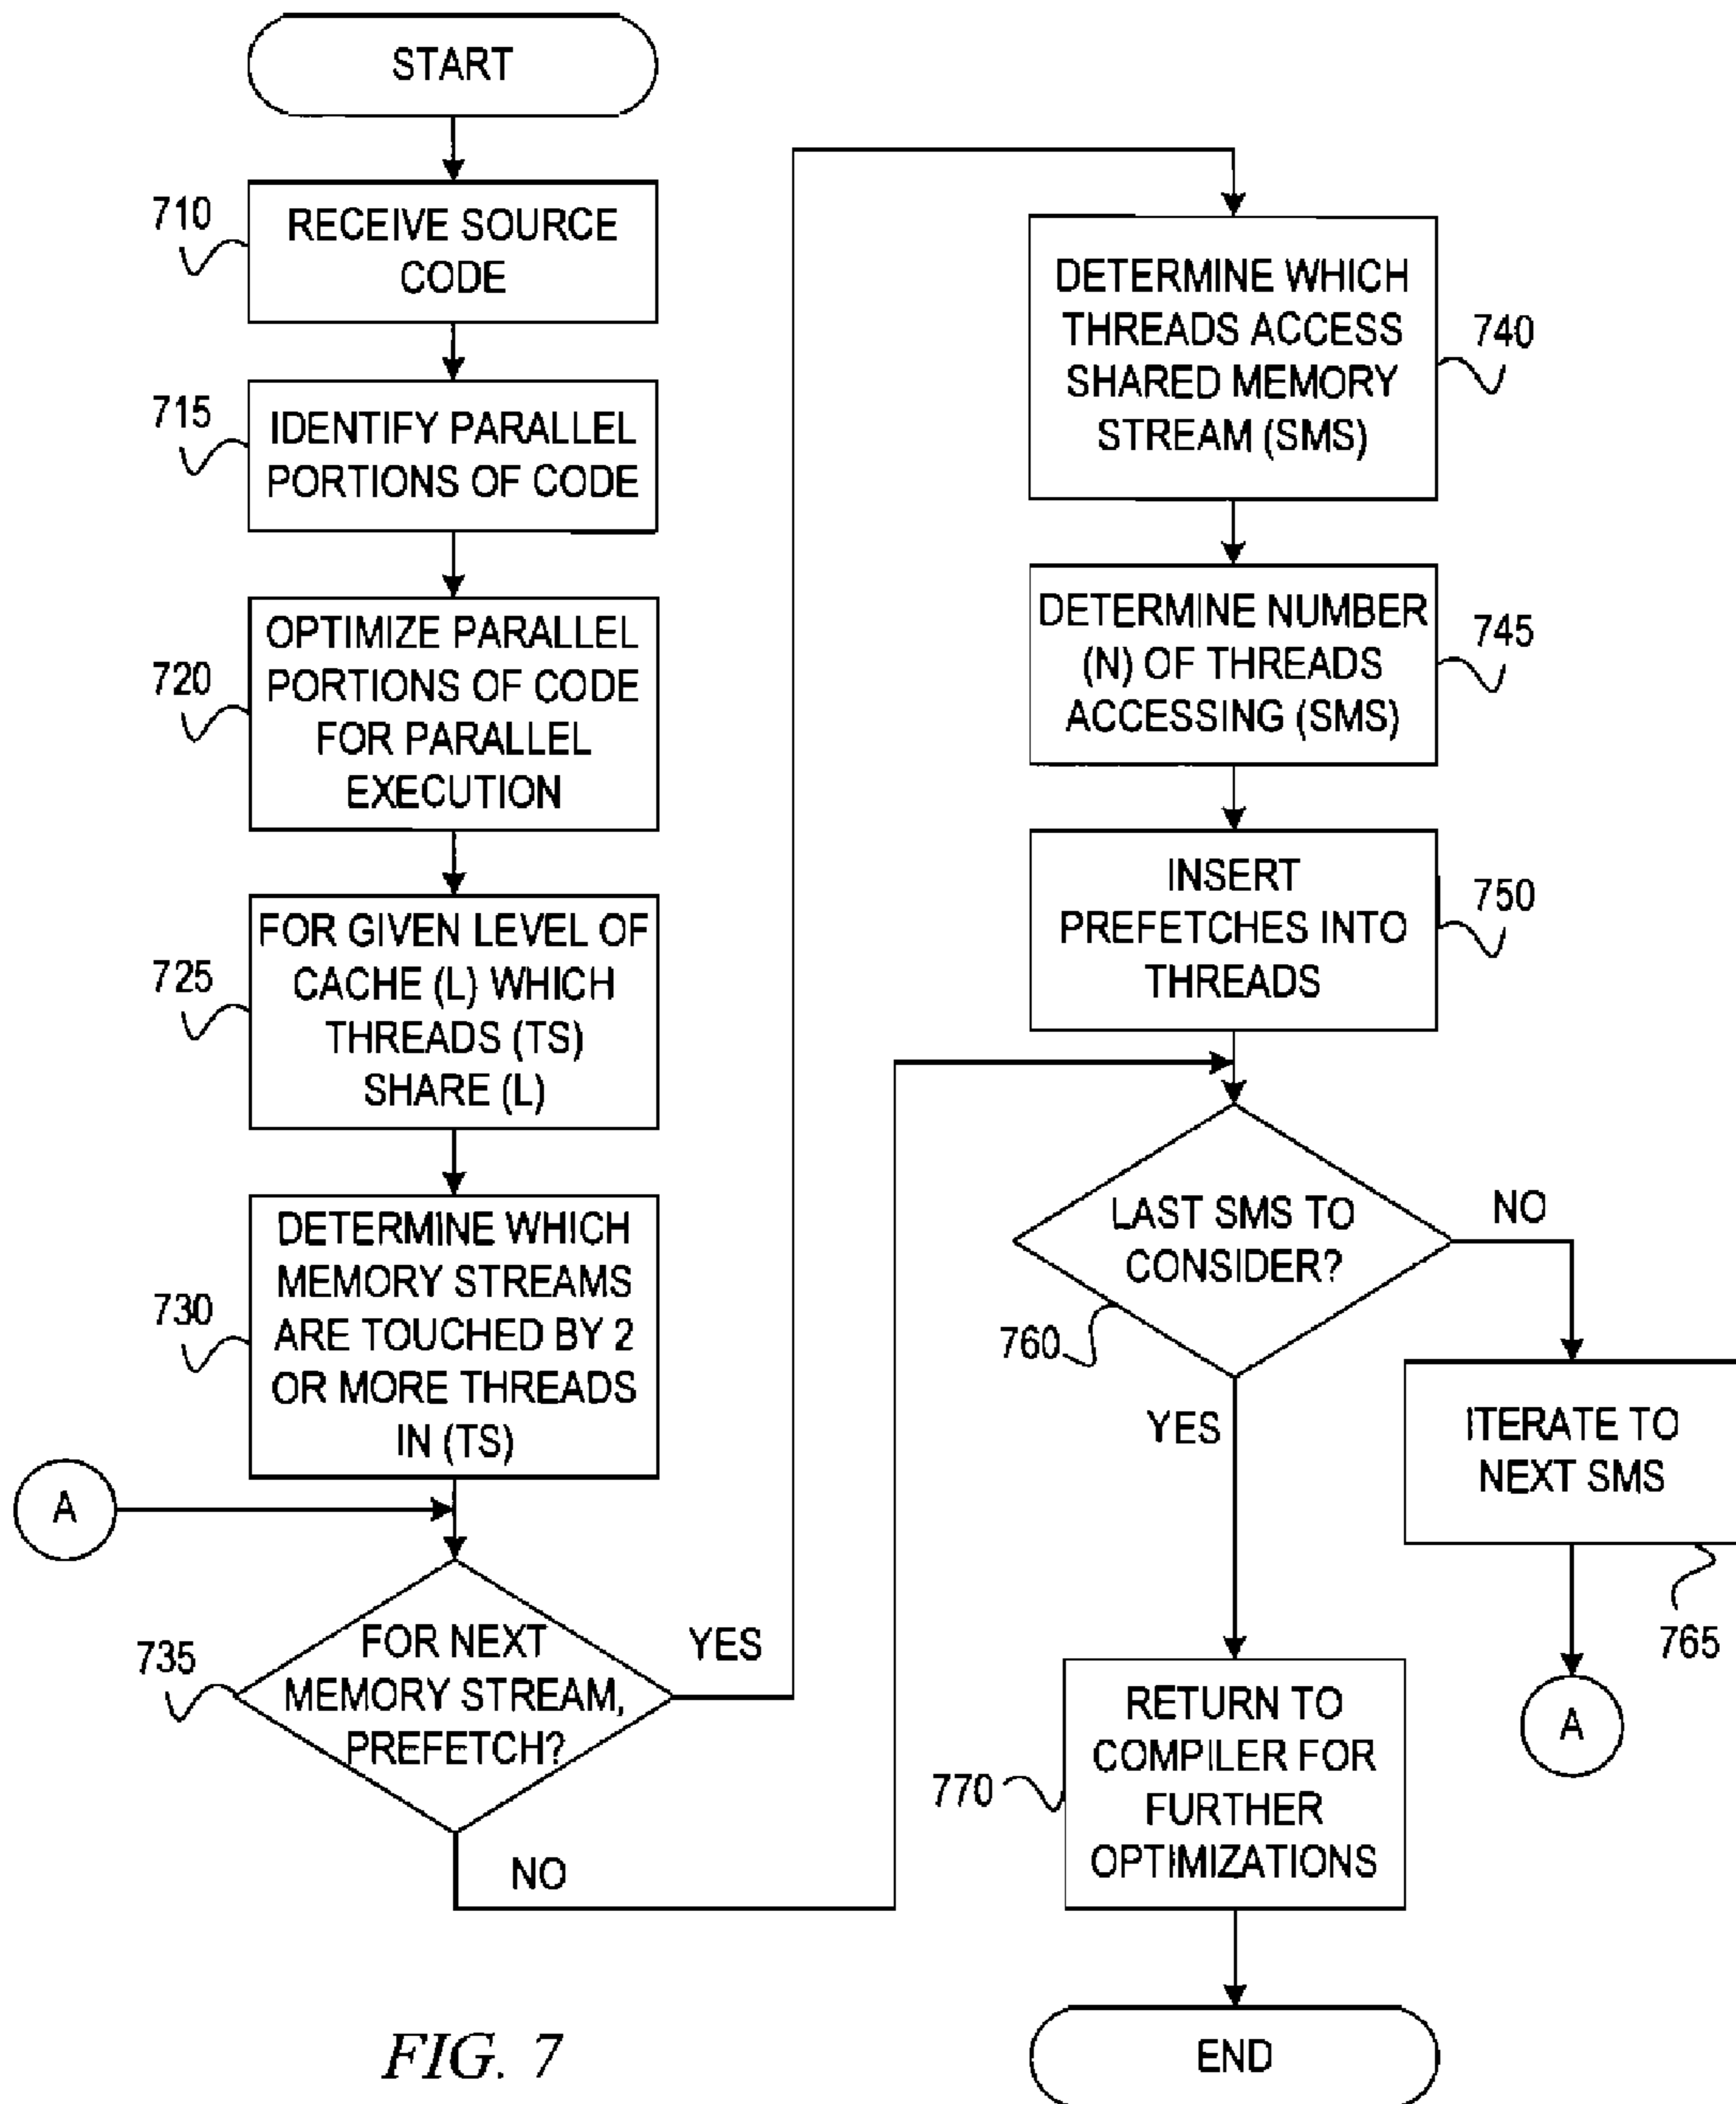 START
710
RECEIVE SOURCE
CODE
715
IDENTIFY PARALLEL
PORTIONS OF CODE
720
OPTIMIZE PARALLEL
PORTIONS OF CODE
FOR PARALLEL
EXECUTION
725
FOR GIVEN LEVEL OF
CACHE (L) WHICH
THREADS (TS)
SHARE (L)
730
DETERMINE WHICH
MEMORY STREAMS
ARE TOUCHED BY 2
OR MORE THREADS
IN (TS)
A
735
FOR NEXT
MEMORY STREAM,
PREFETCH?
YES
NO
DETERMINE WHICH
THREADS ACCESS
SHARED MEMORY
STREAM (SMS)
740
DETERMINE NUMBER
(N) OF THREADS
ACCESSING (SMS)
745
INSERT
PREFETCHES INTO
THREADS
750
LAST SMS TO
CONSIDER?
760
NO
YES
ITERATE TO
NEXT SMS
765
A
770
RETURN TO
COMPILER FOR
FURTHER
OPTIMIZATIONS
END
FIG. 7